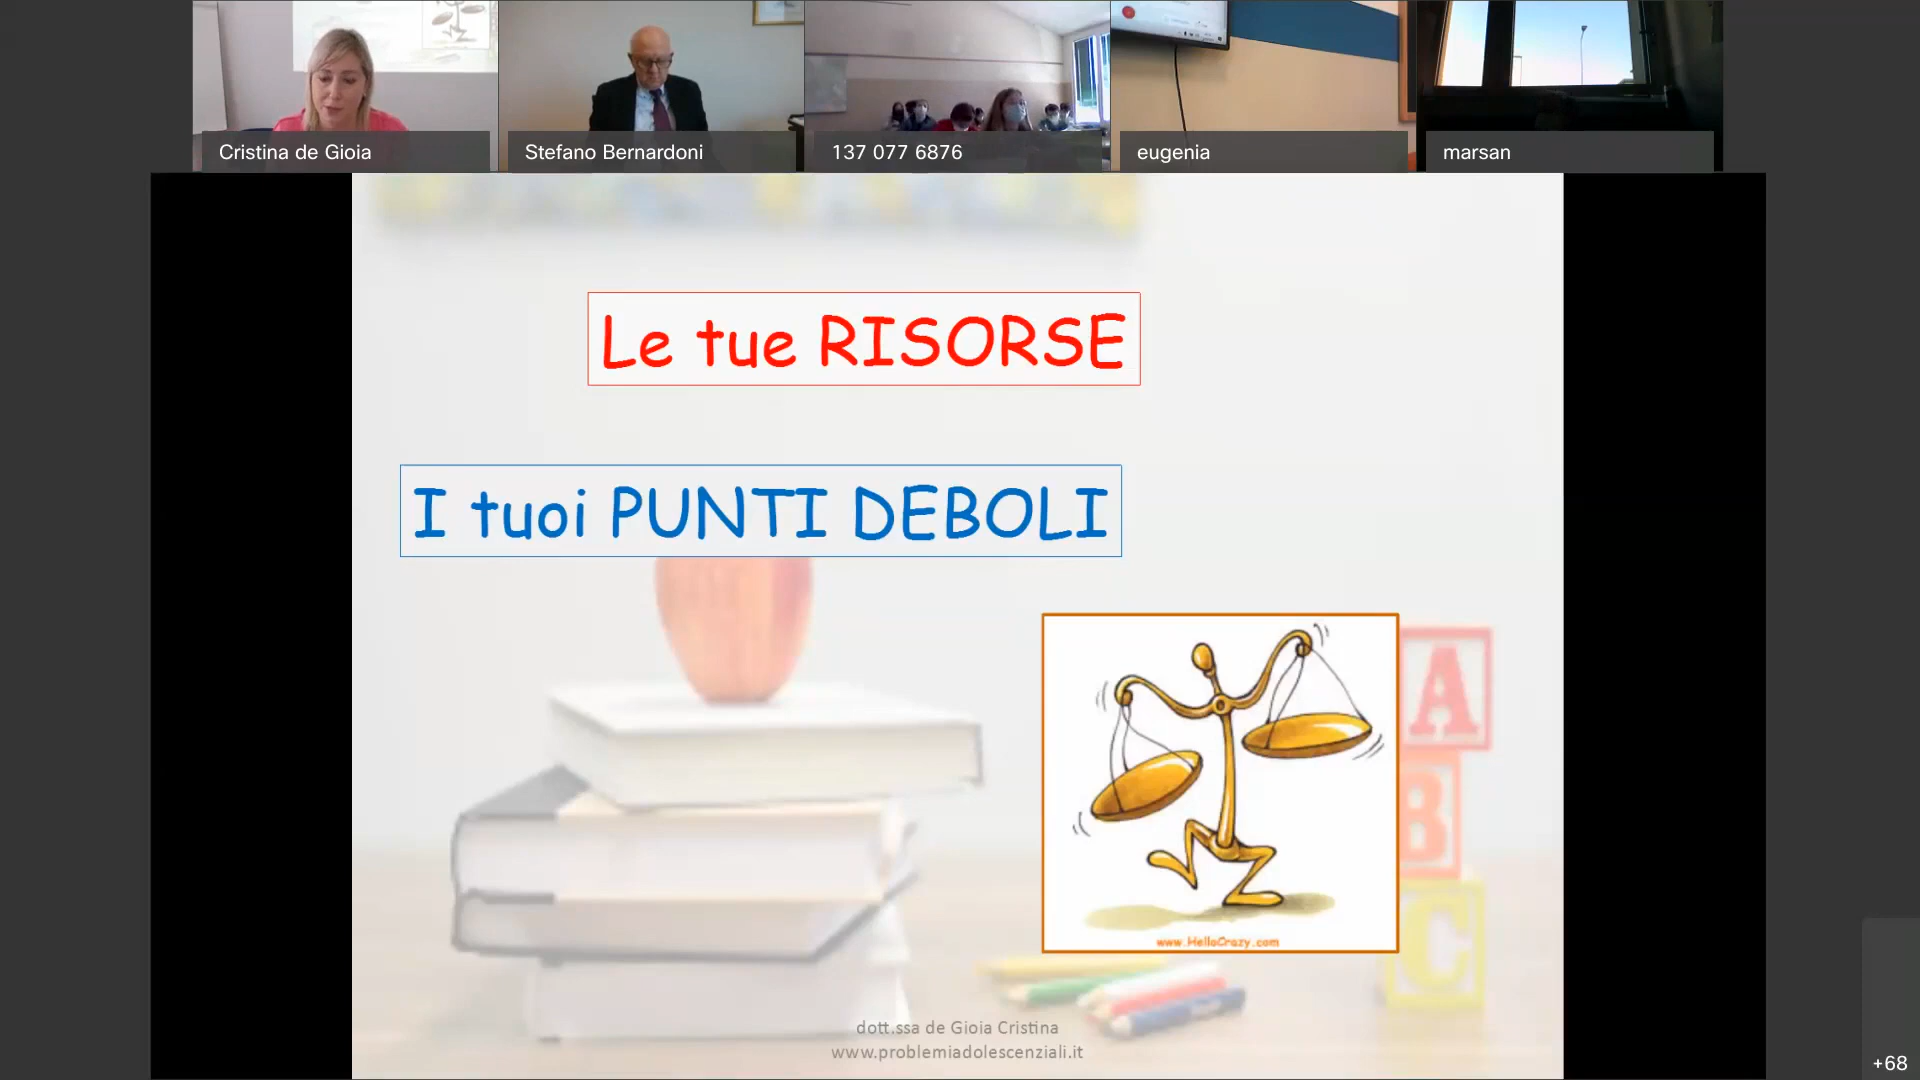 Cristina de Gioia
Stefano Bernardoni
137 077 6876
eugenia
marsan
Le tue RISORSE
I tuoi PUNTI DEBOLI
A
B
C
www.HelloCrazy.com
dott.ssa de Gioia Cristina
www.problemiadolescenziali.it
+68